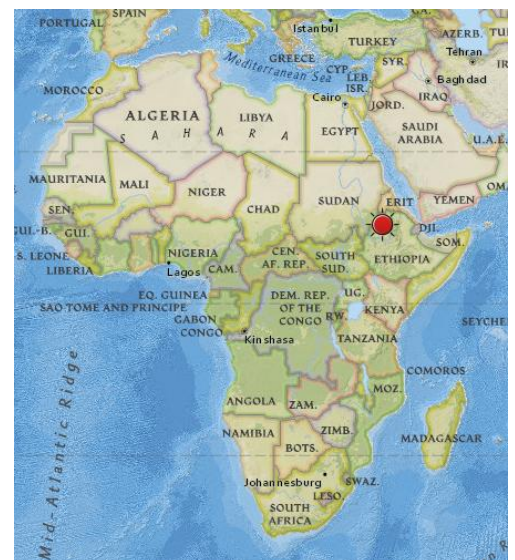 SPAIN
PORTUGAL
Istanbul
GA.
AZERB.
TURKEY
GREECE
Tehran
Mediterranean Sea
CYP.
SYR.
LEB.
ISR.
Baghdad
IRAQ
MOROCCO
Cairo
JORD.
ALGERIA
LIBYA
EGYPT
SAHARA
SAUDI
ARABIA
U.A.E.
MAURITANIA
MALI
NIGER
CHAD
SUDAN
ERIT
YEMEN
SEN.
GUL-B.
GUI.
DJI.
SOM.
S. LEONE
LIBERIA
NIGERIA
Lagos
CAM.
CEN.
AF. REP.
SOUTH
SUD.
ETHIOPIA
EQ. GUINEA
SAO TOME AND PRINCIPE
GABON
CONGO
DEM. REP.
OF THE
CONGO
UG.
RW.
KENYA
Kinshasa
TANZANIA
COMOROS
ANGOLA
ZAM.
MOZ.
NAMIBIA
ZIMB.
MADAGASCAR
BOTS.
Johannesburg
SWAZ.
LESO.
SOUTH
AFRICA
Mid-Atlantic Ridge